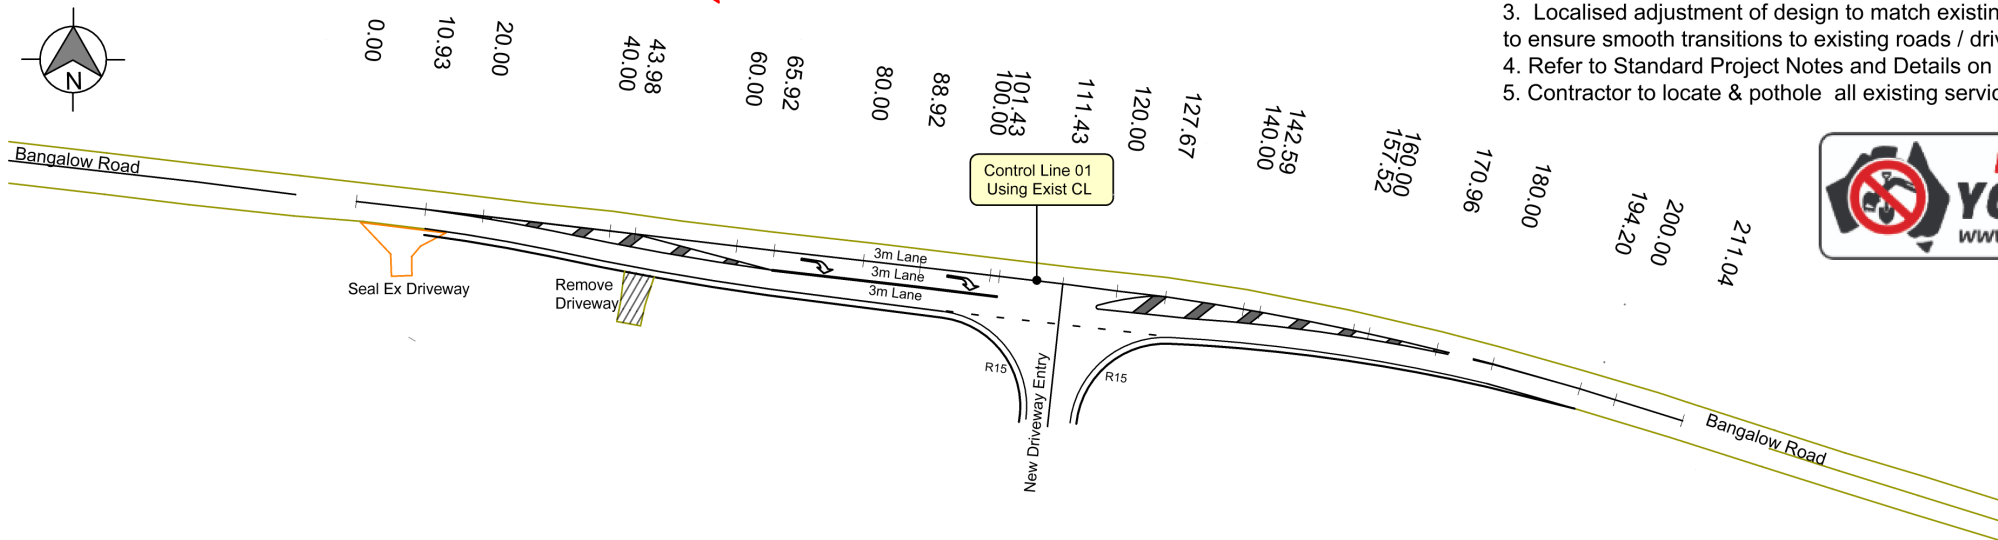 3. Localised adjustment of design to match existin
to ensure smooth transitions to existing roads / dri
4. Refer to Standard Project Notes and Details on
5. Contractor to locate & pothole all existing servic
N
0.00
10.93
20.00
40.00
43.98
60.00
65.92
80.00
88.92
100.00
101.43
111.43
120.00
127.67
140.00
142.59
157.52
160.00
170.96
180.00
194.20
200.00
211.04
Bangalow Road
Control Line 01
Using Exist CL
3m Lane
3m Lane
3m Lane
Seal Ex Driveway
Remove
Driveway
R15
R15
New Driveway Entry
Bangalow Road
www